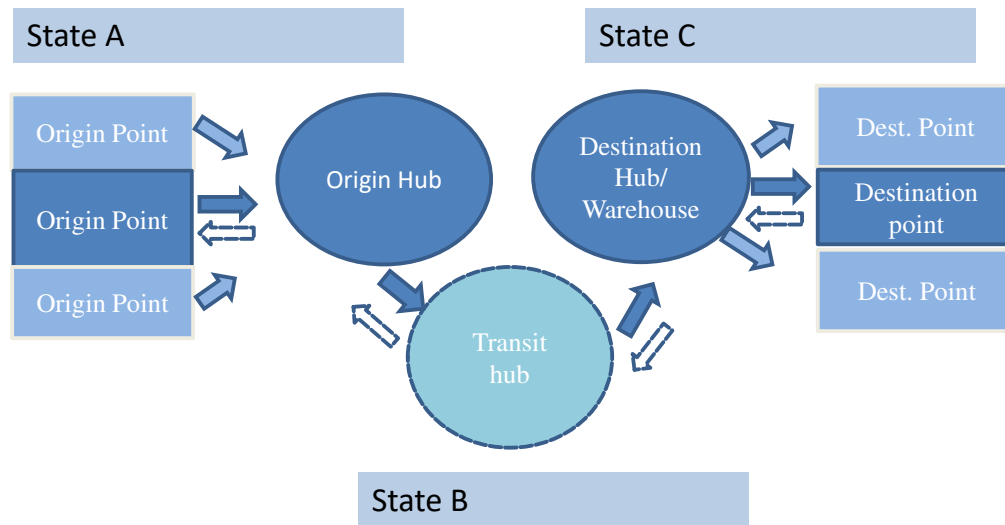 State A
State C
Origin Point
Origin Point
Origin Point
Origin Hub
Destination
Hub/
Warehouse
Dest. Point
Destination
point
Dest. Point
Transit
hub
State B